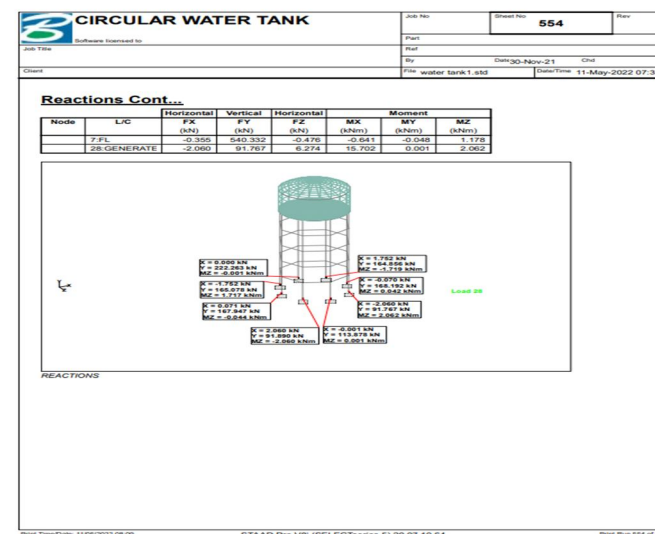 CIRCULAR WATER TANK
Software licensed to
Job No
Sheet No
554
Rev
Part
Job Title
Ref
By
Date30-Nov-21
Chd
Client
File water tank1.std
Date/Time 11-May-2022 07:3
Reactions Cont...
Horizontal Vertical Horizontal Moment
Node L/C FX FY FZ MX MY MZ
(kN) (kN) (kN) (kNm) (kNm) (kNm)
7:FL -0.355 540.332 -0.476 -0.641 -0.048 1.178
28:GENERATE -2.060 91.767 6.274 15.702 0.001 2.062
X = 0.000 kN
Y = 222.263 kN
MZ = -0.001 kNm
X = 1.752 kN
Y = 164.856 kN
MZ = -1.719 kNm
X = -1.752 kN
Y = 165.078 kN
MZ = 1.717 kNm
X = -0.070 kN
Y = 168.192 kN
MZ = 0.042 kNm
Load 28
X = 0.071 kN
Y = 167.947 kN
MZ = -0.044 kNm
X = -2.060 kN
Y = 91.767 kN
MZ = 2.062 kNm
X = 2.060 kN
Y = 91.890 kN
MZ = -2.060 kNm
X = -0.001 kN
Y = 113.878 kN
MZ = 0.001 kNm
REACTIONS